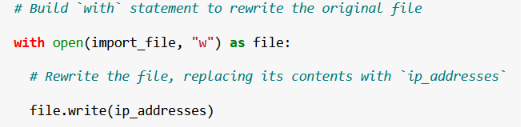 # Build `with` statement to rewrite the original file
with open(import_file, "w") as file:
# Rewrite the file, replacing its contents with `ip_addresses`
file.write(ip_addresses)